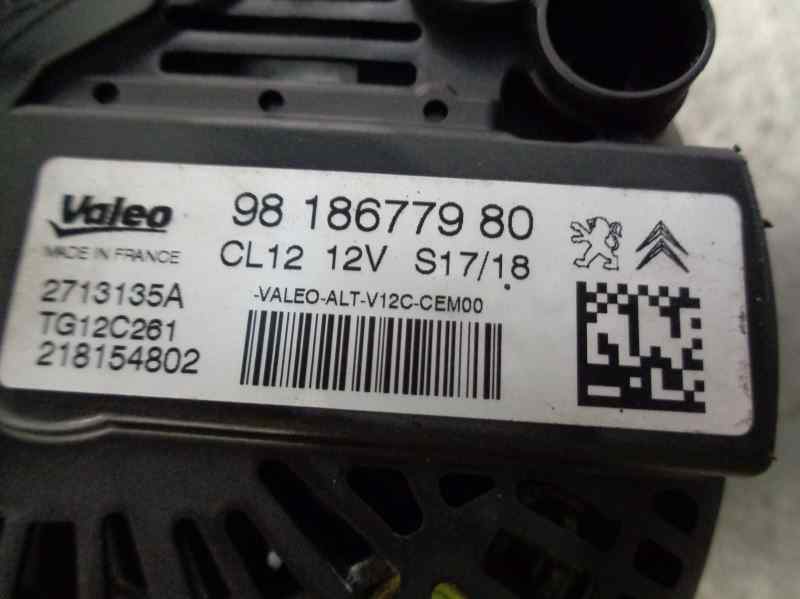 Valeo
MADE IN FRANCE
2713135A
TG12C261
218154802
98 186779 80
CL12 12V S17/18
-VALEO-ALT-V12C-CEM00